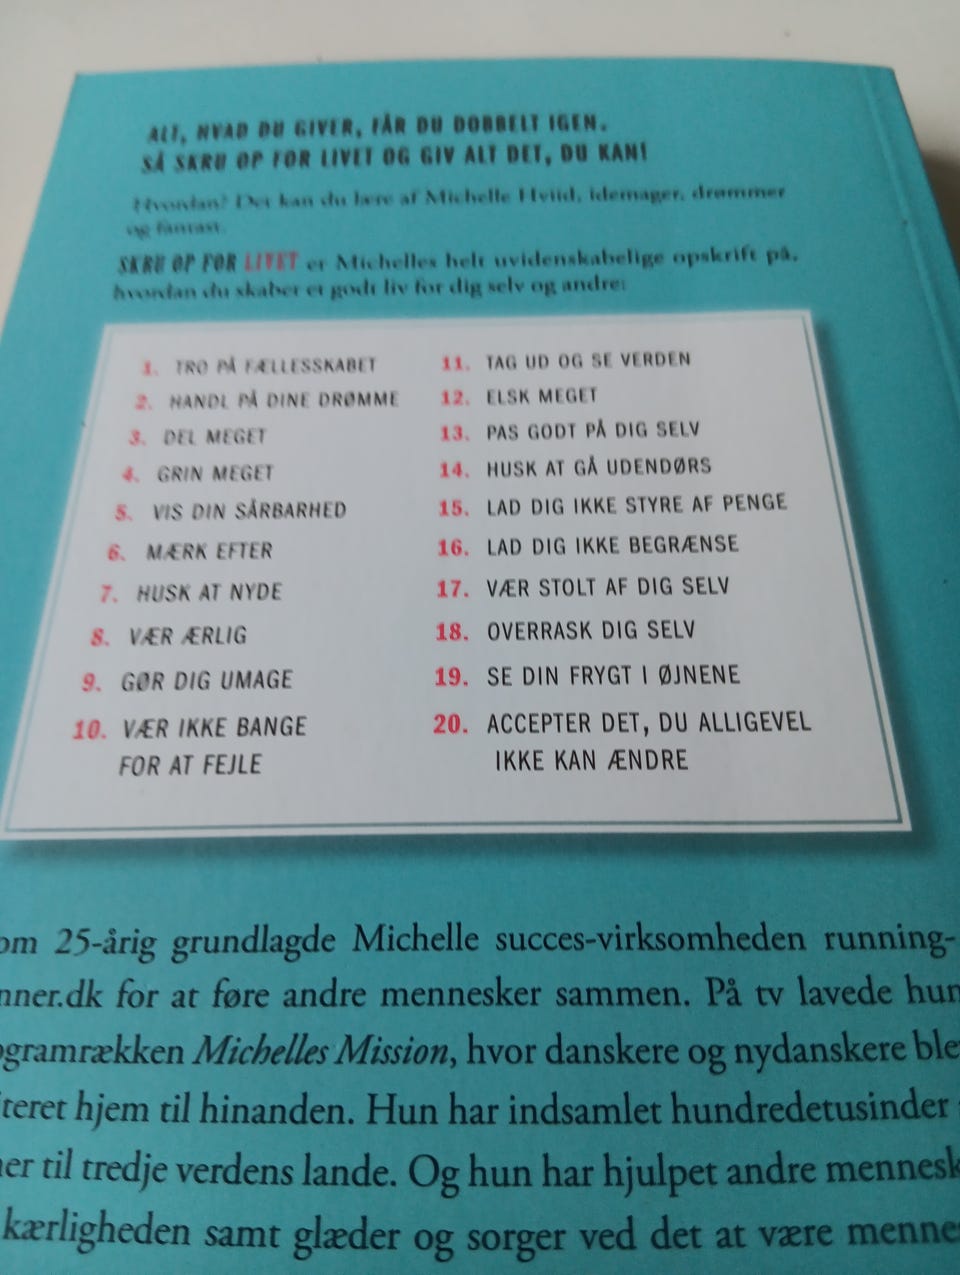 ALT, HVAD DU GIVER, FÅR DU DOBBELT IGEN.
SÅ SKRU OP FOR LIVET OG GIV ALT DET, DU KAN!
Hvordan? Det kan du lære af Michelle Hviid, idemager, drømmer
og fantast.
SKRU OP FOR LIVET er Michelles helt uvidenskabelige opskrift på,
hvordan du skaber et godt liv for dig selv og andre:
1. TRO PÅ FÆLLESSKABET
2. HANDL PÅ DINE DRØMME
3. DEL MEGET
4. GRIN MEGET
5. VIS DIN SÅRBARHED
6. MÆRK EFTER
7. HUSK AT NYDE
8. VÆR ÆRLIG
9. GØR DIG UMAGE
10. VÆR IKKE BANGE
FOR AT FEJLE
11. TAG UD OG SE VERDEN
12. ELSK MEGET
13. PAS GODT PÅ DIG SELV
14. HUSK AT GÅ UDENDØRS
15. LAD DIG IKKE STYRE AF PENGE
16. LAD DIG IKKE BEGRÆNSE
17. VÆR STOLT AF DIG SELV
18. OVERRASK DIG SELV
19. SE DIN FRYGT I ØJNENE
20. ACCEPTER DET, DU ALLIGEVEL
IKKE KAN ÆNDRE
om 25-årig grundlagde Michelle succes-virksomheden running-
nner.dk for at føre andre mennesker sammen. På tv lavede hun
ogramrækken Michelles Mission, hvor danskere og nydanskere ble
iteret hjem til hinanden. Hun har indsamlet hundredetusinder
ner til tredje verdens lande. Og hun har hjulpet andre mennesk
kærligheden samt glæder og sorger ved det at være menne